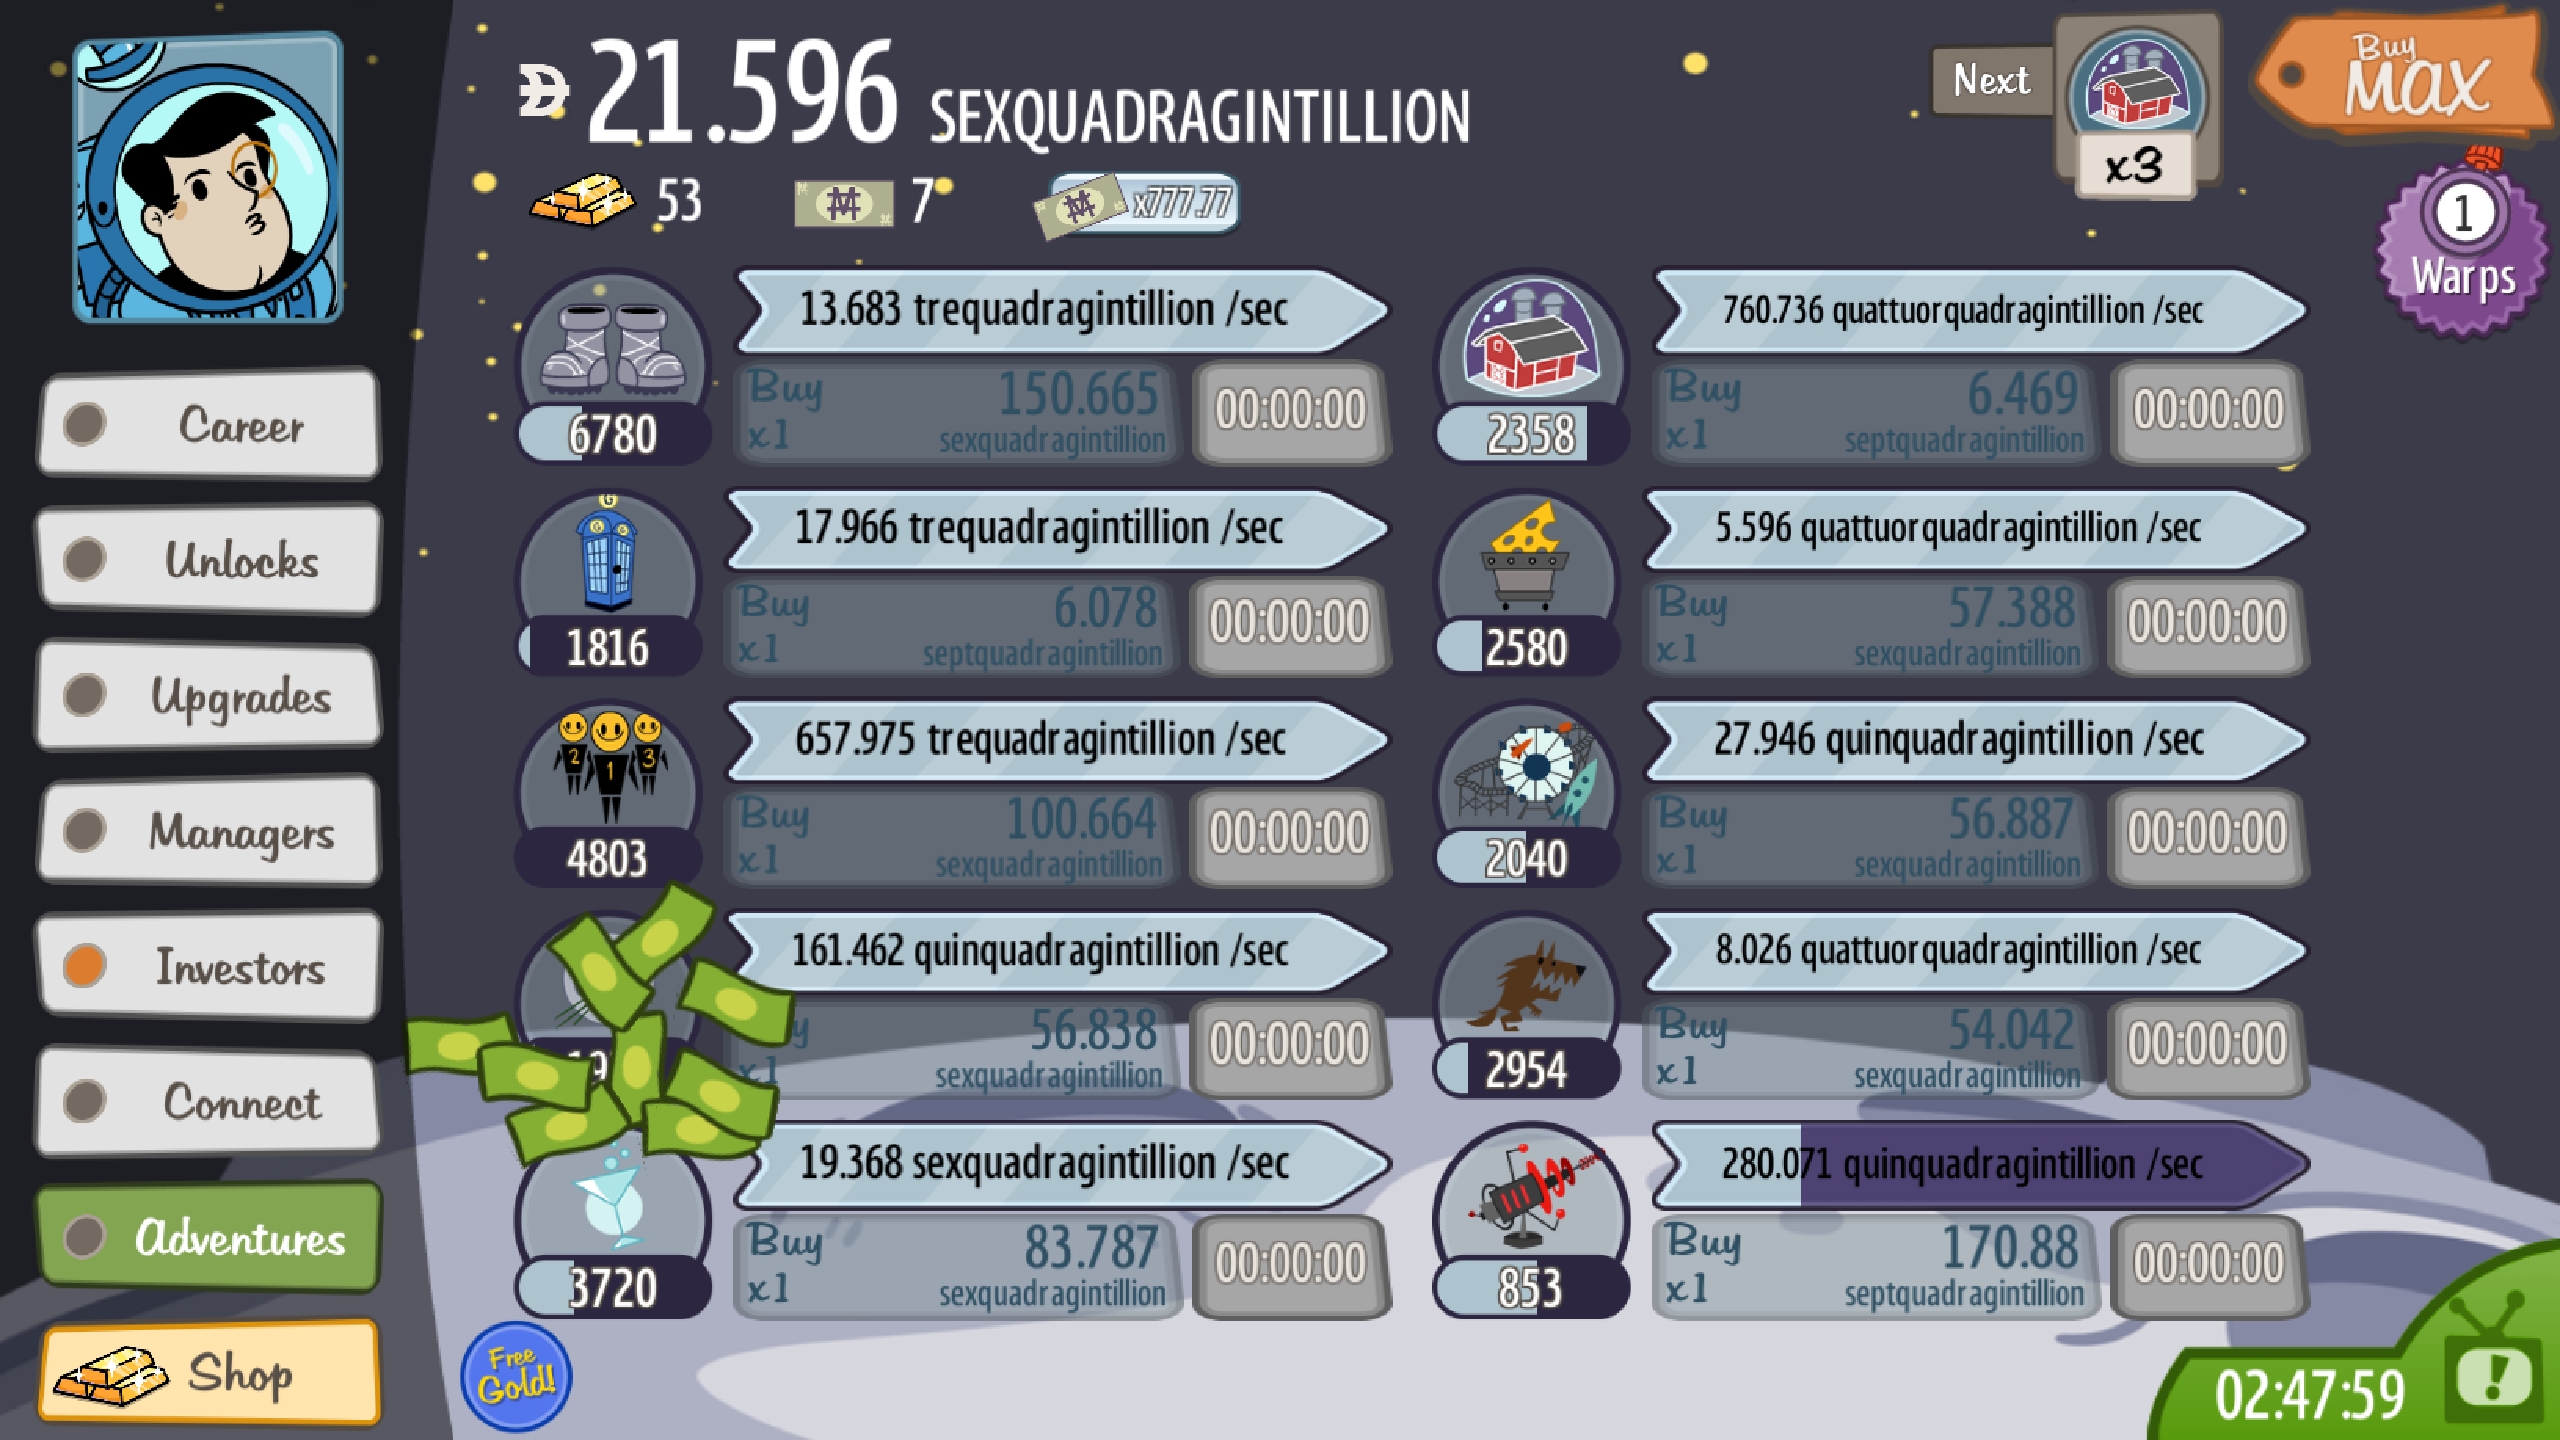 21.596 SEXQUADRAGINTILLION
53
7
x777.77
Next
x3
Buy
MAX
1
Warps
Career
Unlocks
Upgrades
Managers
Investors
Connect
Adventures
Shop
13.683 trequadragintillion /sec
6780
Buy
x1
150.665
sexquadragintillion
00:00:00
760.736 quattuorquadragintillion /sec
2358
Buy
x1
6.469
septquadragintillion
00:00:00
17.966 trequadragintillion /sec
1816
Buy
x1
6.078
septquadragintillion
00:00:00
5.596 quattuorquadragintillion /sec
2580
Buy
x1
57.388
sexquadragintillion
00:00:00
2 1 3
657.975 trequadragintillion /sec
4803
Buy
x1
100.664
sexquadragintillion
00:00:00
27.946 quinquadragintillion /sec
2040
Buy
x1
56.887
sexquadragintillion
00:00:00
161.462 quinquadragintillion /sec
x1
56.838
sexquadragintillion
00:00:00
8.026 quattuorquadragintillion /sec
2954
Buy
x1
54.042
sexquadragintillion
00:00:00
19.368 sexquadragintillion /sec
3720
Buy
x1
83.787
sexquadragintillion
00:00:00
280.071 quinquadragintillion /sec
853
Buy
x1
170.88
septquadragintillion
00:00:00
Free
Gold!
02:47:59